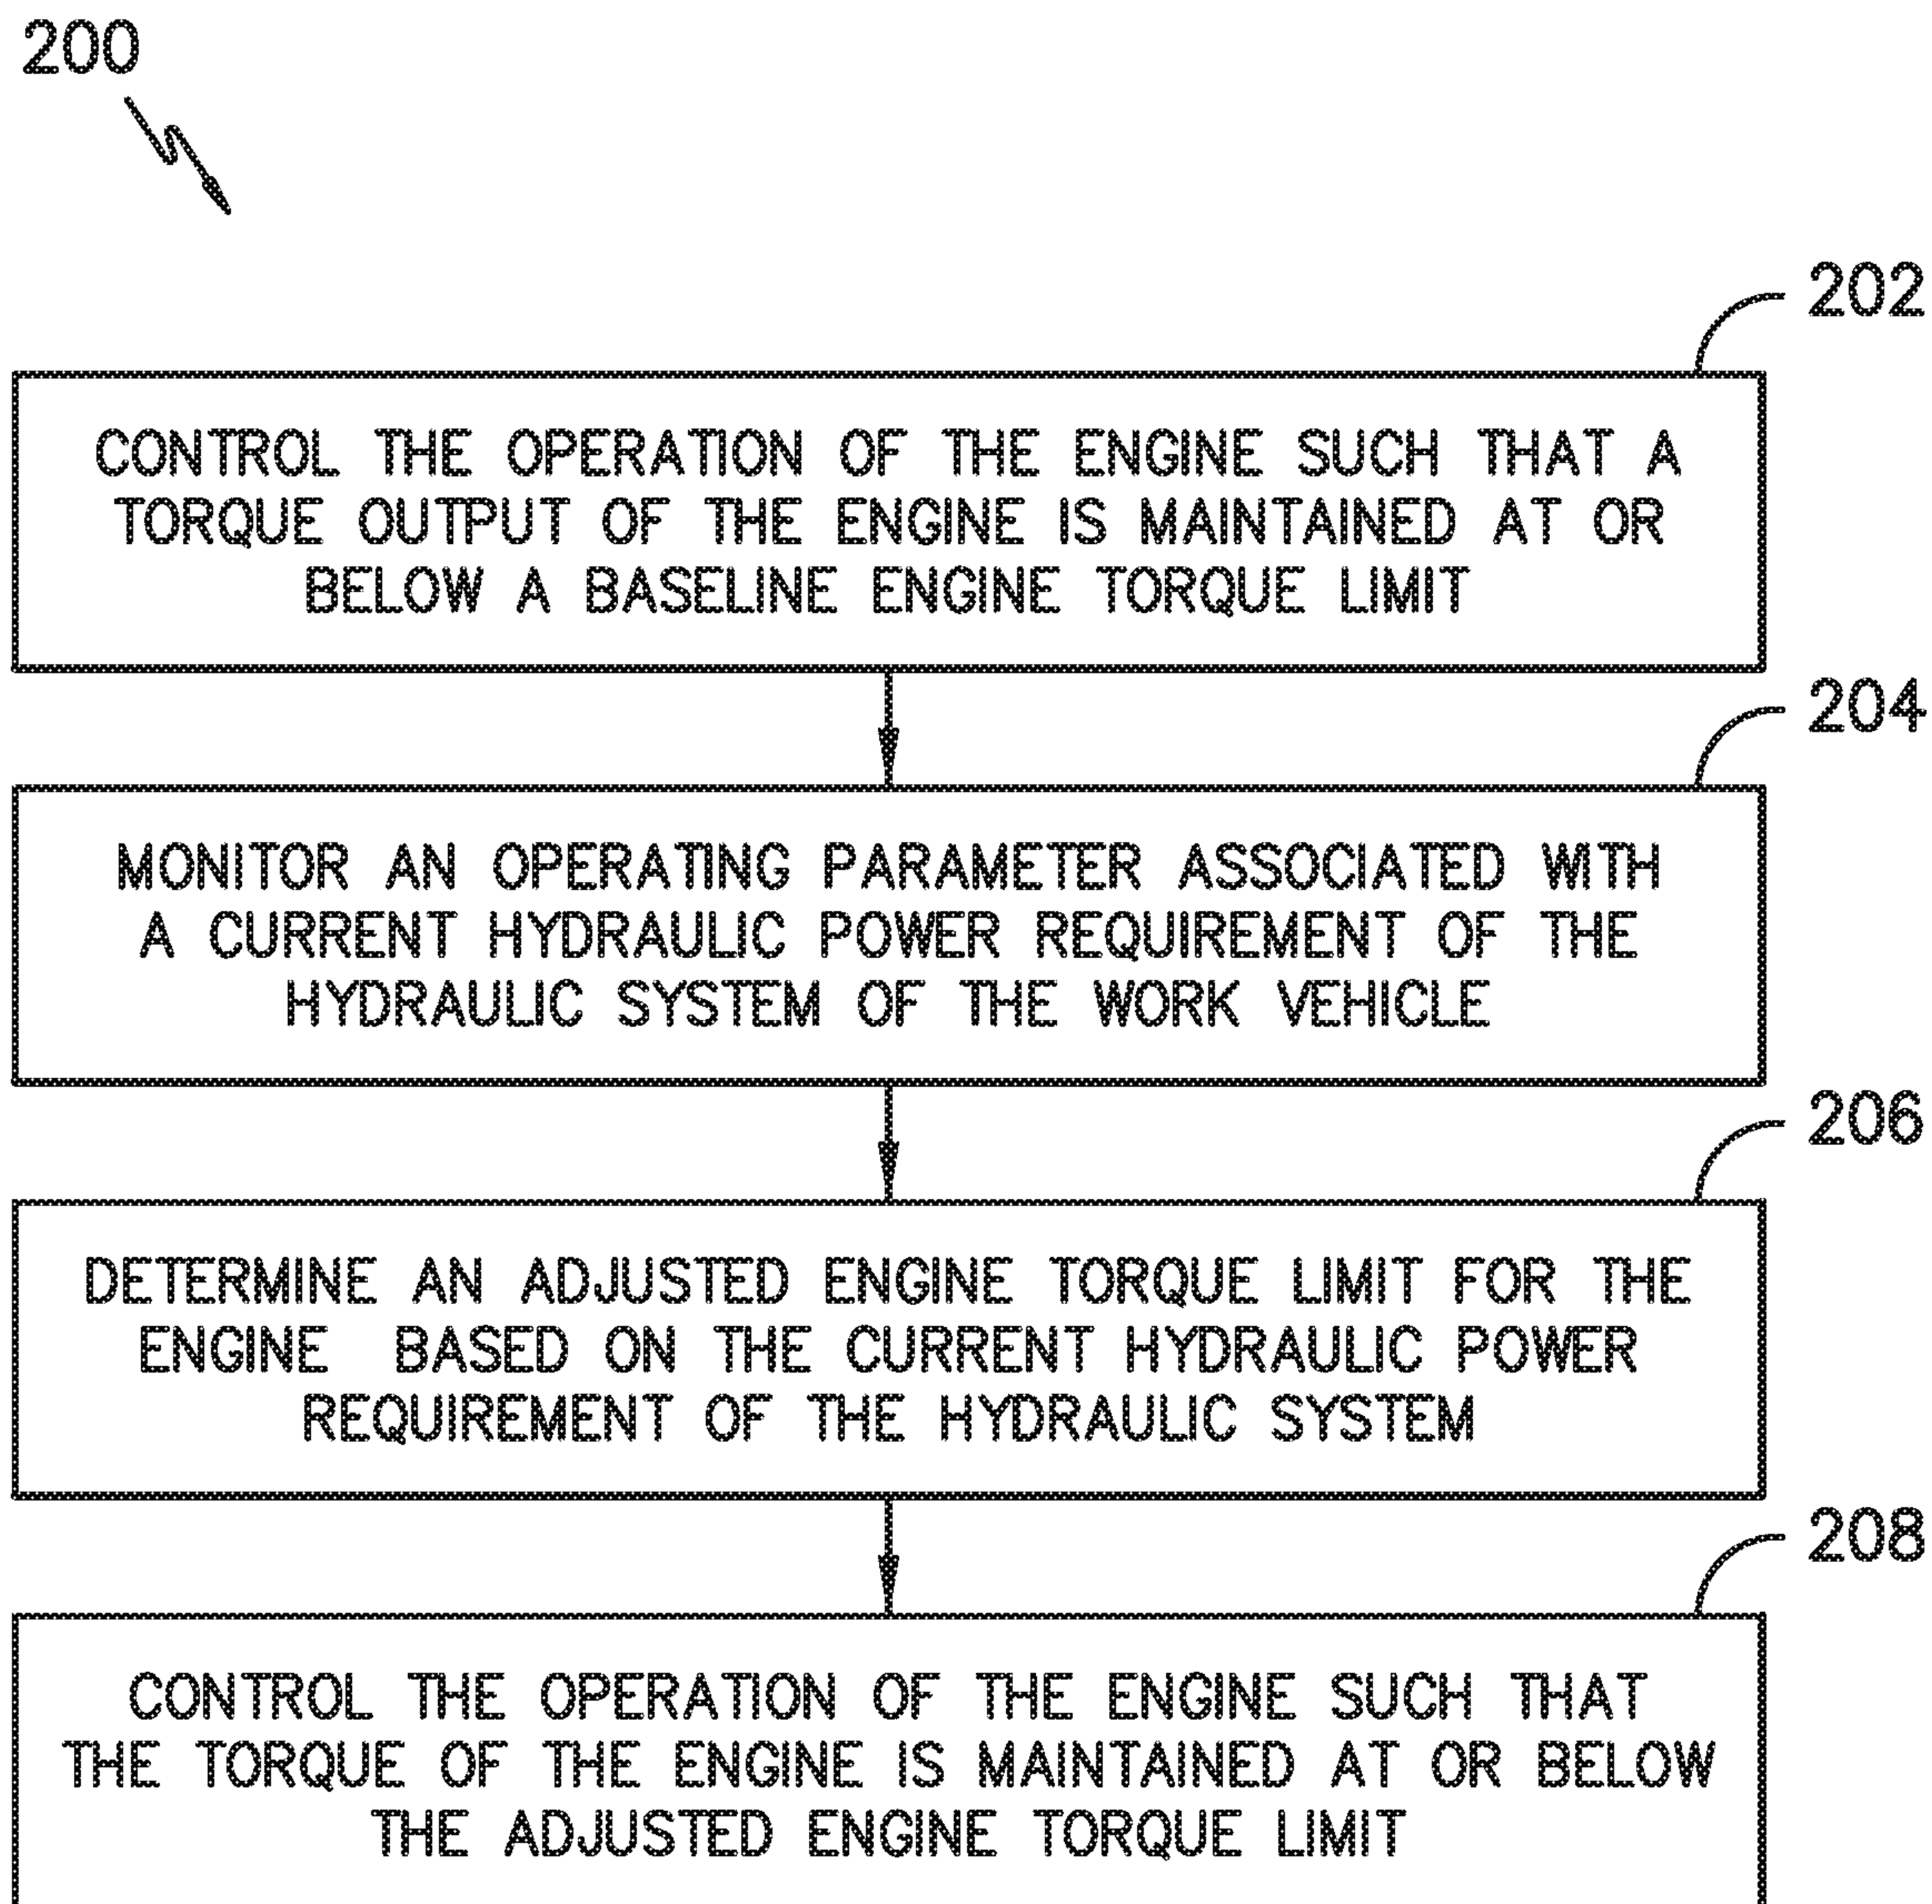 200
202
CONTROL THE OPERATION OF THE ENGINE SUCH THAT A
TORQUE OUTPUT OF THE ENGINE IS MAINTAINED AT OR
BELOW A BASELINE ENGINE TORQUE LIMIT
204
MONITOR AN OPERATING PARAMETER ASSOCIATED WITH
A CURRENT HYDRAULIC POWER REQUIREMENT OF THE
HYDRAULIC SYSTEM OF THE WORK VEHICLE
206
DETERMINE AN ADJUSTED ENGINE TORQUE LIMIT FOR THE
ENGINE BASED ON THE CURRENT HYDRAULIC POWER
REQUIREMENT OF THE HYDRAULIC SYSTEM
208
CONTROL THE OPERATION OF THE ENGINE SUCH THAT
THE TORQUE OF THE ENGINE IS MAINTAINED AT OR BELOW
THE ADJUSTED ENGINE TORQUE LIMIT